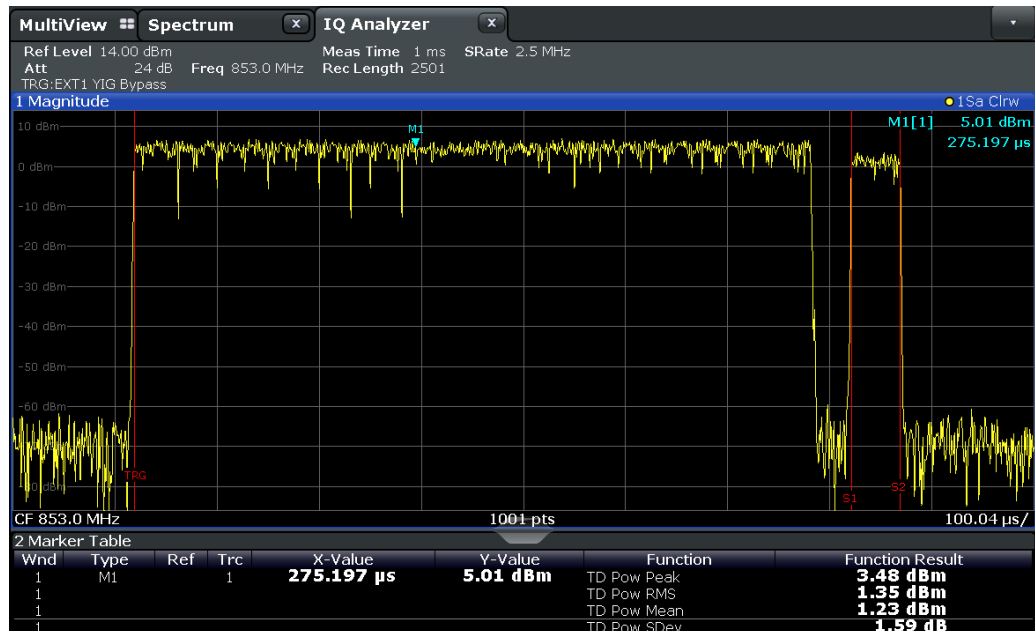 MultiView Spectrum X IQ Analyzer X
Ref Level 14.00 dBm Meas Time 1 ms SRate 2.5 MHz
Att 24 dB Freq 853.0 MHz Rec Length 2501
TRG:EXT1 YIG Bypass
1 Magnitude 1Sa Clrw
10 dBm M1 M1[1] 5.01 dBm
275.197 µs
0 dBm
-10 dBm
-20 dBm
-30 dBm
-40 dBm
-50 dBm
-60 dBm
TRG
S1 S2
CF 853.0 MHz 1001 pts 100.04 µs/
2 Marker Table
Wnd Type Ref Trc X-Value Y-Value Function Function Result
1 M1 1 275.197 µs 5.01 dBm TD Pow Peak 3.48 dBm
1 TD Pow RMS 1.35 dBm
1 TD Pow Mean 1.23 dBm
1 TD Pow SDev 1.59 dB